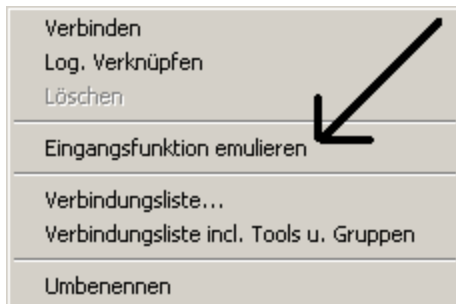 Verbinden
Log. Verknüpfen
Löschen
Eingangsfunktion emulieren
Verbindungsliste...
Verbindungsliste incl. Tools u. Gruppen
Umbenennen